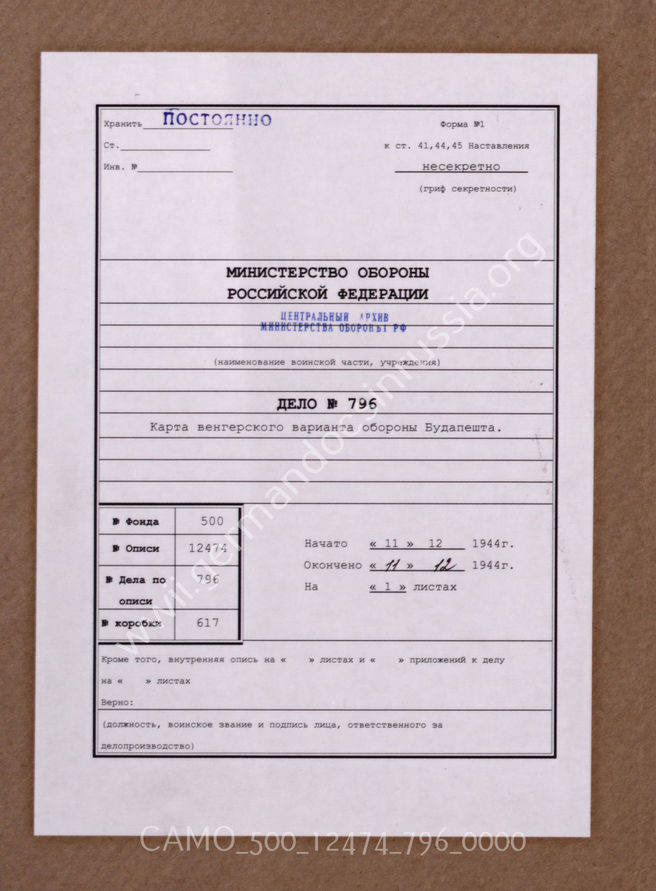 Хранить ПОСТОЯННО
Форма №1
Ст.
к ст. 41,44,45 Наставления
Инв. №
несекретно
(гриф секретности)
МИНИСТЕРСТВО ОБОРОНЫ
РОССИЙСКОЙ ФЕДЕРАЦИИ
ЦЕНТРАЛЬНЫЙ АРХИВ
МИНИСТЕРСТВА ОБОРОНЫ РФ
(наименование воинской части, учреждения)
ДЕЛО № 796
Карта венгерского варианта обороны Будапешта.
№ Фонда 500
№ Описи 12474
№ Дела по описи 796
№ коробки 617
Начато « 11 » 12 1944г.
Окончено « 11 » 12 1944г.
На « 1 » листах
Кроме того, внутренняя опись на « » листах и « » приложений к делу
на « » листах
Верно:
(должность, воинское звание и подпись лица, ответственного за
делопроизводство)
www.germandocsinrussia.org
CAMO_500_12474_796_0000